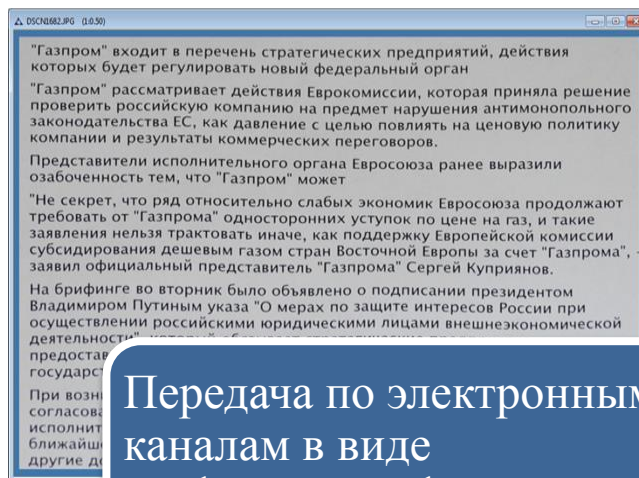 DSCN1682.JPG (1:0.50)
"Газпром" входит в перечень стратегических предприятий, действия
которых будет регулировать новый федеральный орган
"Газпром" рассматривает действия Еврокомиссии, которая приняла решение
проверить российскую компанию на предмет нарушения антимонопольного
законодательства ЕС, как давление с целью повлиять на ценовую политику
компании и результаты коммерческих переговоров.
Представители исполнительного органа Евросоюза ранее выразили
озабоченность тем, что "Газпром" может
"Не секрет, что ряд относительно слабых экономик Евросоюза продолжают
требовать от "Газпрома" односторонних уступок по цене на газ, и такие
заявления нельзя трактовать иначе, как поддержку Европейской комиссии
субсидирования дешевым газом стран Восточной Европы за счет "Газпрома", -
заявил официальный представитель "Газпрома" Сергей Куприянов.
На брифинге во вторник было объявлено о подписании президентом
Владимиром Путиным указа "О мерах по защите интересов России при
осуществлении российскими юридическими лицами внешнеэкономической
деятельности",
При
другие
Передача по электронным
каналам в виде